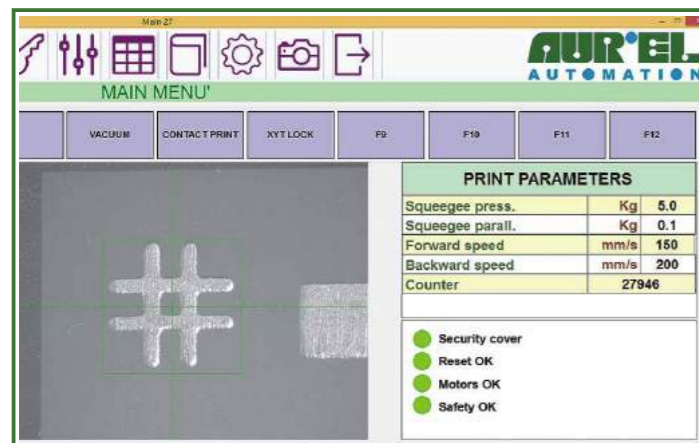 Main 27
AUR°EL
AUTOMATION
MAIN MENU'
VACUUM
CONTACT PRINT
XYT LOCK
F9
F10
F11
F12
PRINT PARAMETERS
Squeegee press. Kg 5.0
Squeegee parall. Kg 0.1
Forward speed mm/s 150
Backward speed mm/s 200
Counter 27946
Security cover
Reset OK
Motors OK
Safety OK